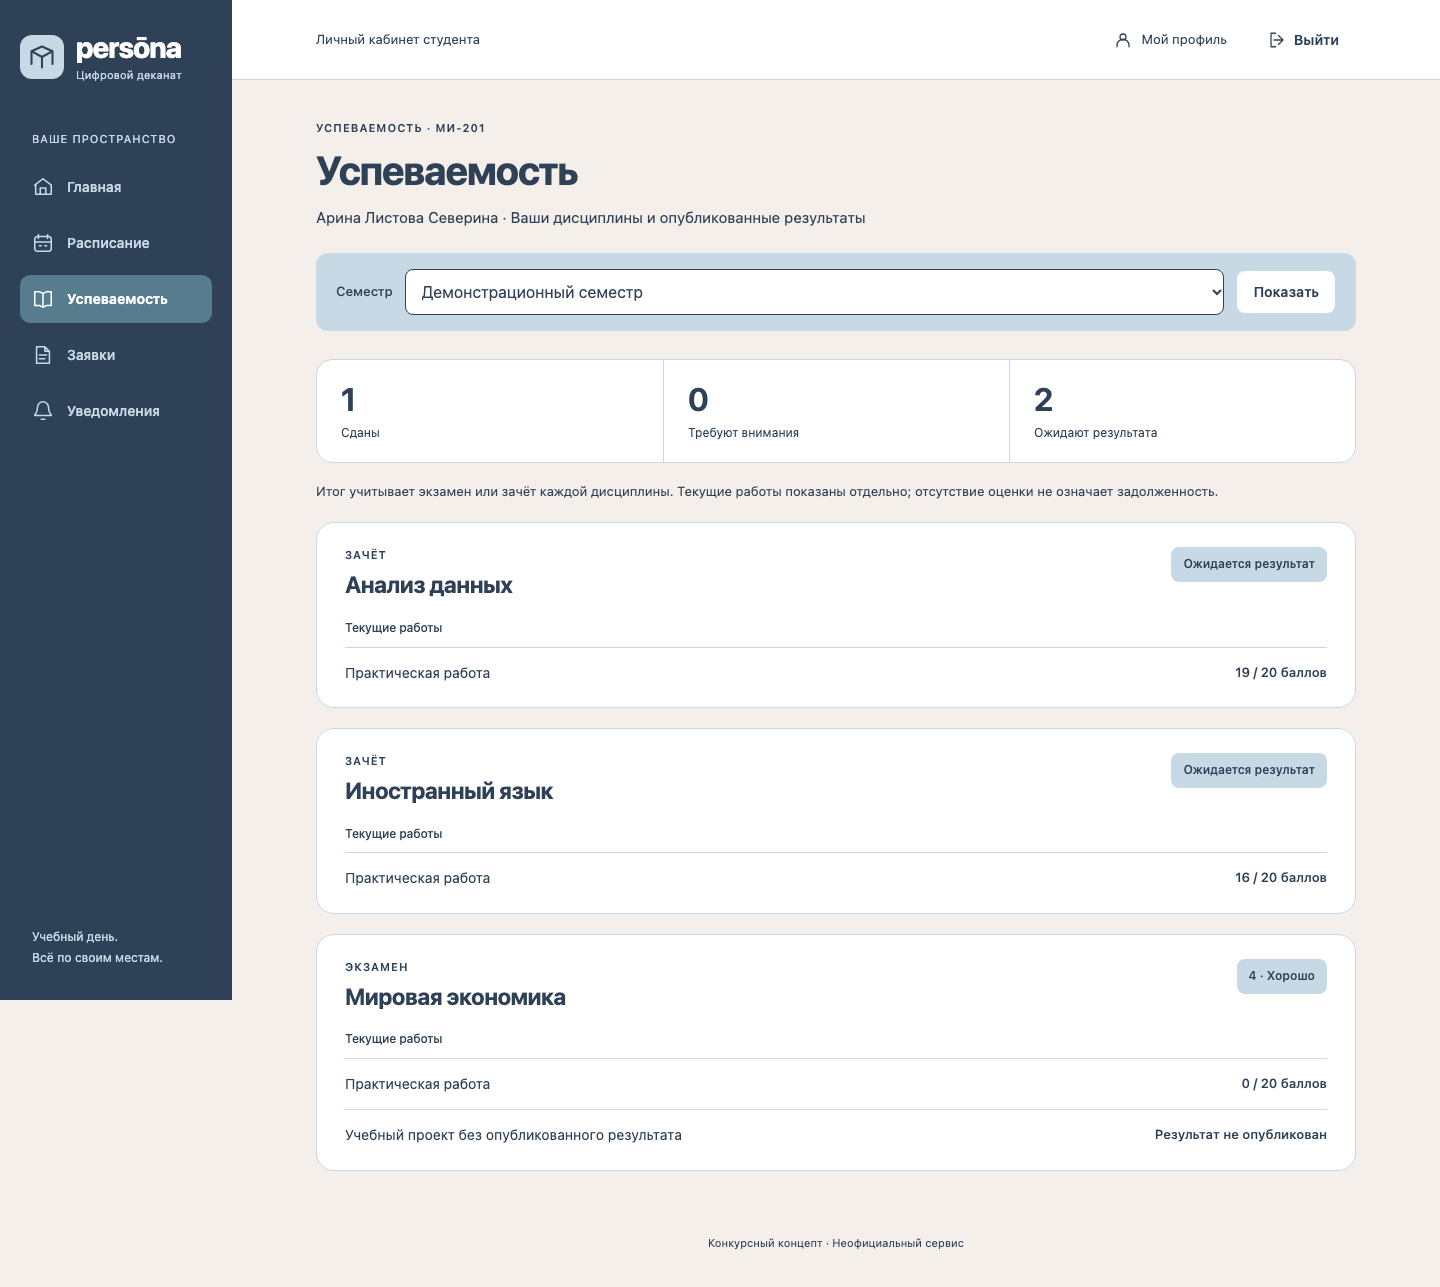 persōna
Цифровой деканат
ВАШЕ ПРОСТРАНСТВО
Главная
Расписание
Успеваемость
Заявки
Уведомления
Учебный день.
Всё по своим местам.
Личный кабинет студента
Мой профиль
Выйти
УСПЕВАЕМОСТЬ · МИ-201
Успеваемость
Арина Листова Северина · Ваши дисциплины и опубликованные результаты
Семестр
Демонстрационный семестр
Показать
1
Сданы
0
Требуют внимания
2
Ожидают результата
Итог учитывает экзамен или зачёт каждой дисциплины. Текущие работы показаны отдельно; отсутствие оценки не означает задолженность.
ЗАЧЁТ
Анализ данных
Ожидается результат
Текущие работы
Практическая работа
19 / 20 баллов
ЗАЧЁТ
Иностранный язык
Ожидается результат
Текущие работы
Практическая работа
16 / 20 баллов
ЭКЗАМЕН
Мировая экономика
4 · Хорошо
Текущие работы
Практическая работа
0 / 20 баллов
Учебный проект без опубликованного результата
Результат не опубликован
Конкурсный концепт · Неофициальный сервис